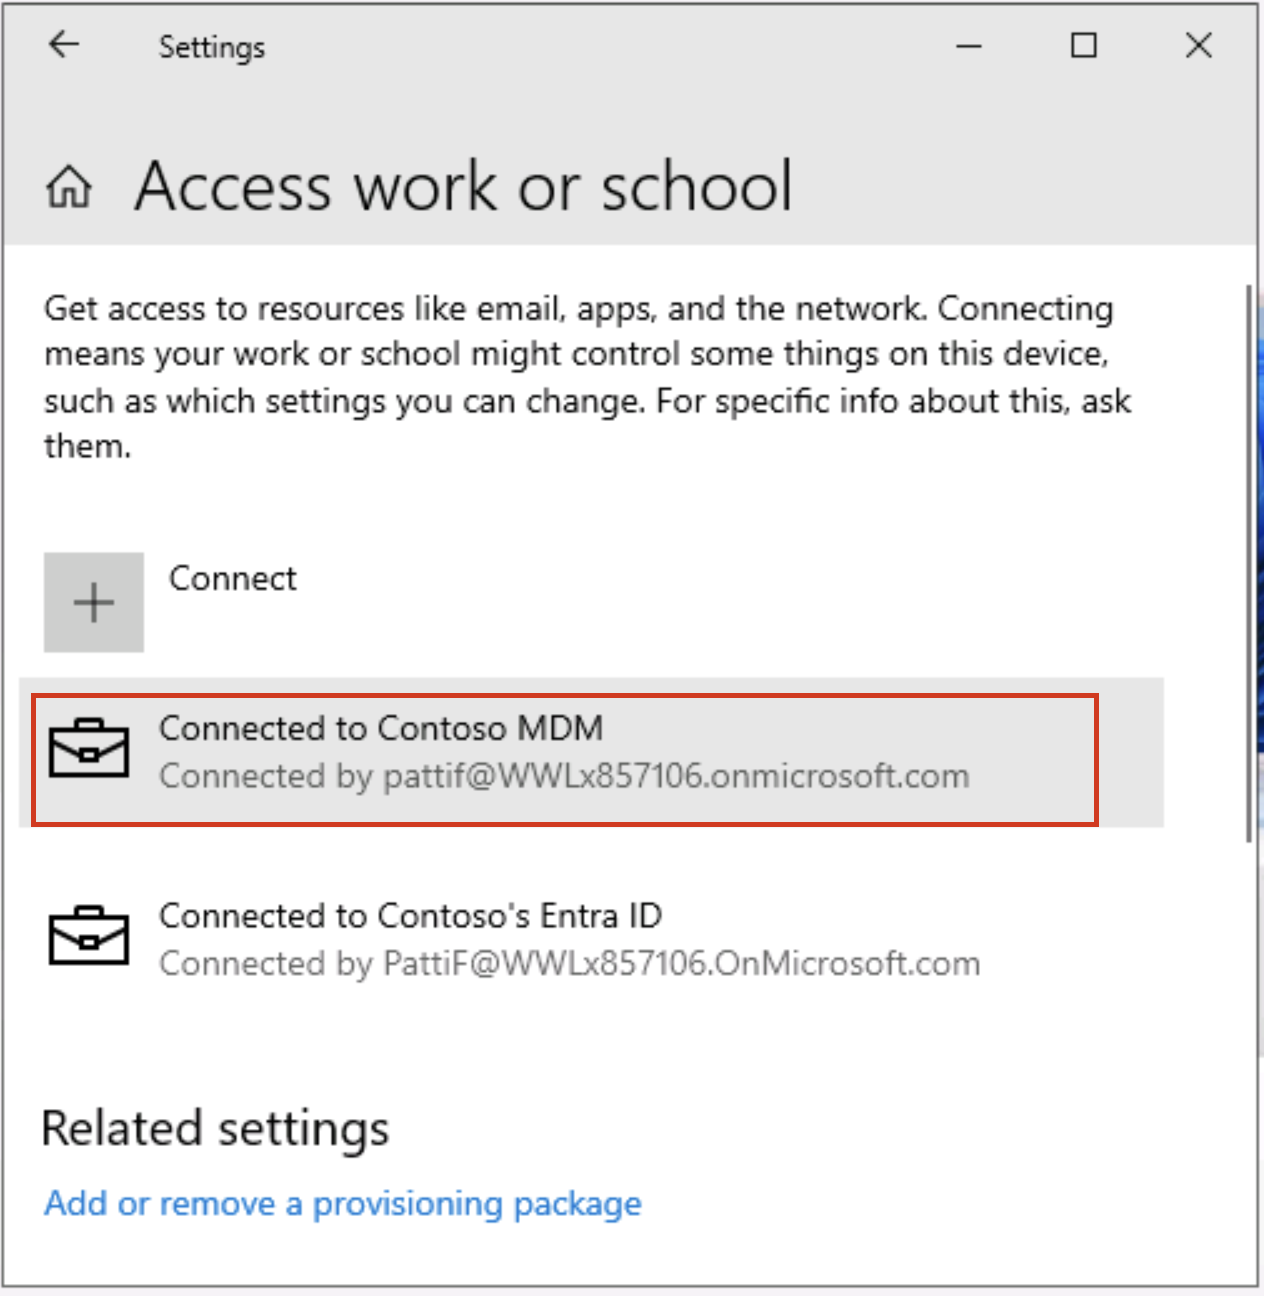 Settings
Access work or school
Get access to resources like email, apps, and the network. Connecting
means your work or school might control some things on this device,
such as which settings you can change. For specific info about this, ask
them.
Connect
Connected to Contoso MDM
Connected by pattif@WWLx857106.onmicrosoft.com
Connected to Contoso's Entra ID
Connected by PattiF@WWLx857106.OnMicrosoft.com
Related settings
Add or remove a provisioning package